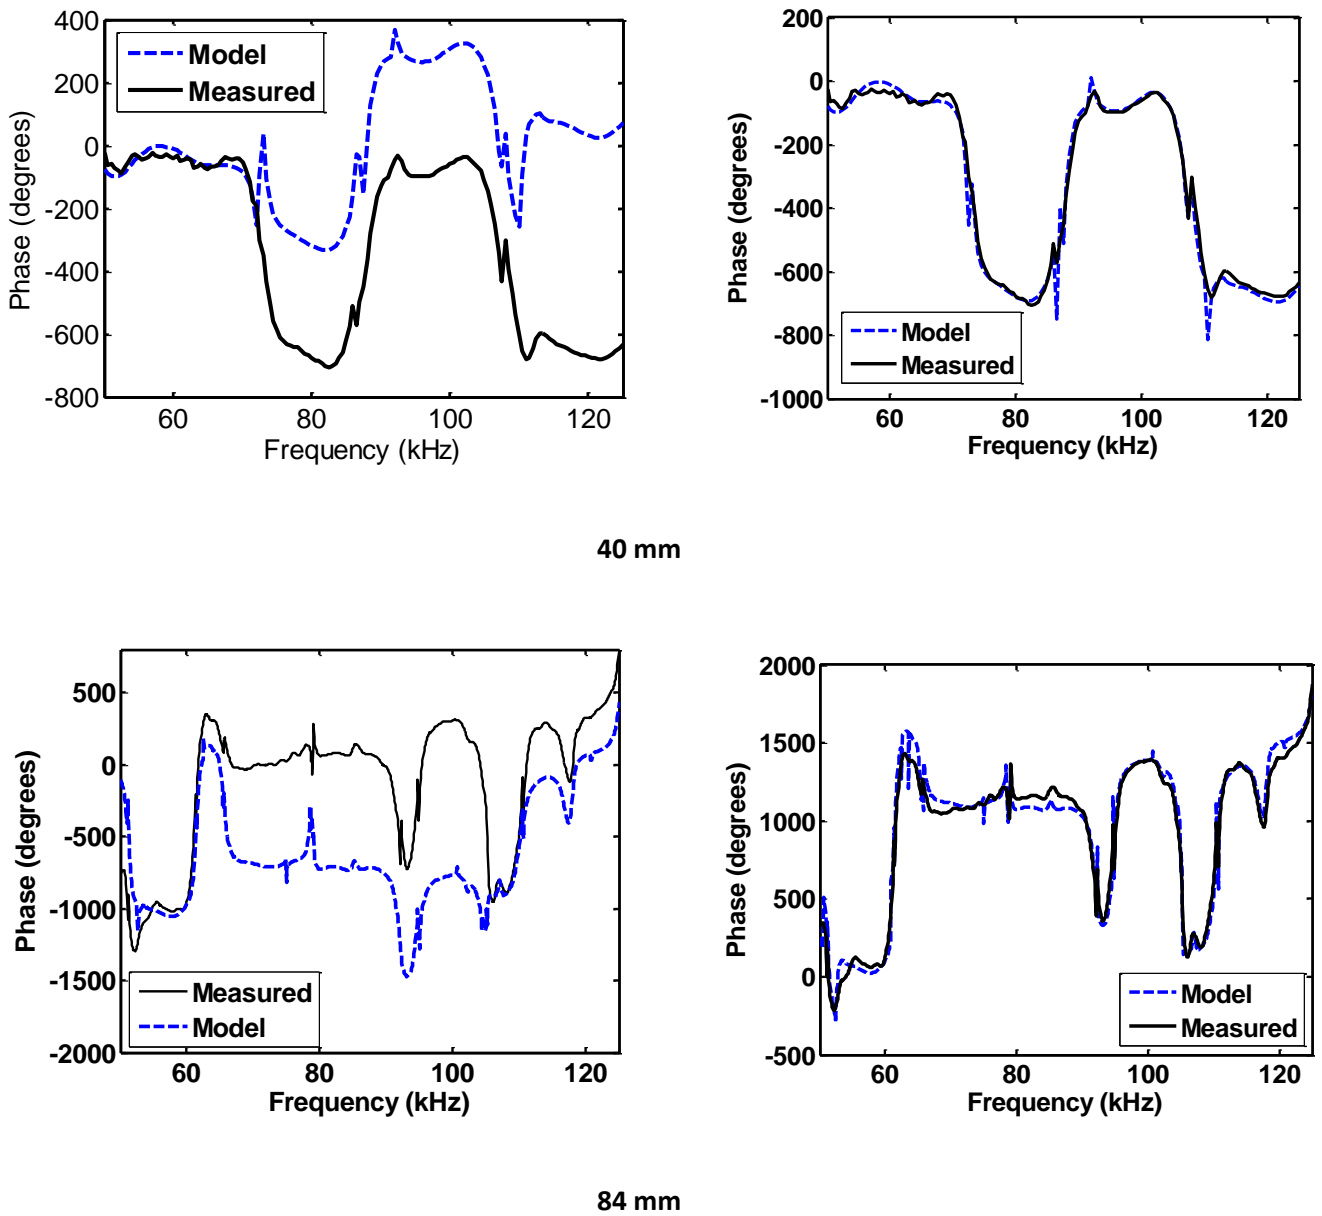 400
200
0
-200
-400
-600
-800
60 80 100 120
Phase (degrees)
Frequency (kHz)
Model
Measured
200
0
-200
-400
-600
-800
-1000
60 80 100 120
Phase (degrees)
Frequency (kHz)
Model
Measured
40 mm
500
0
-500
-1000
-1500
-2000
60 80 100 120
Phase (degrees)
Frequency (kHz)
Measured
Model
2000
1500
1000
500
0
-500
60 80 100 120
Phase (degrees)
Frequency (kHz)
Model
Measured
84 mm